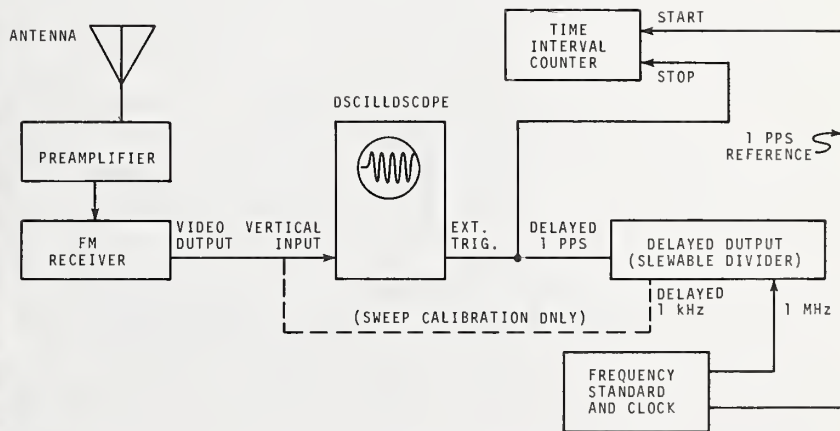 ANTENNA
PREAMPLIFIER
FM
RECEIVER
VIDEO
OUTPUT
VERTICAL
INPUT
OSCILLOSCOPE
EXT.
TRIG.
DELAYED
1 PPS
TIME
INTERVAL
COUNTER
START
STOP
1 PPS
REFERENCE
DELAYED OUTPUT
(SLEWABLE DIVIDER)
DELAYED
1 kHz
1 MHz
(SWEEP CALIBRATION ONLY)
FREQUENCY
STANDARD
AND CLOCK